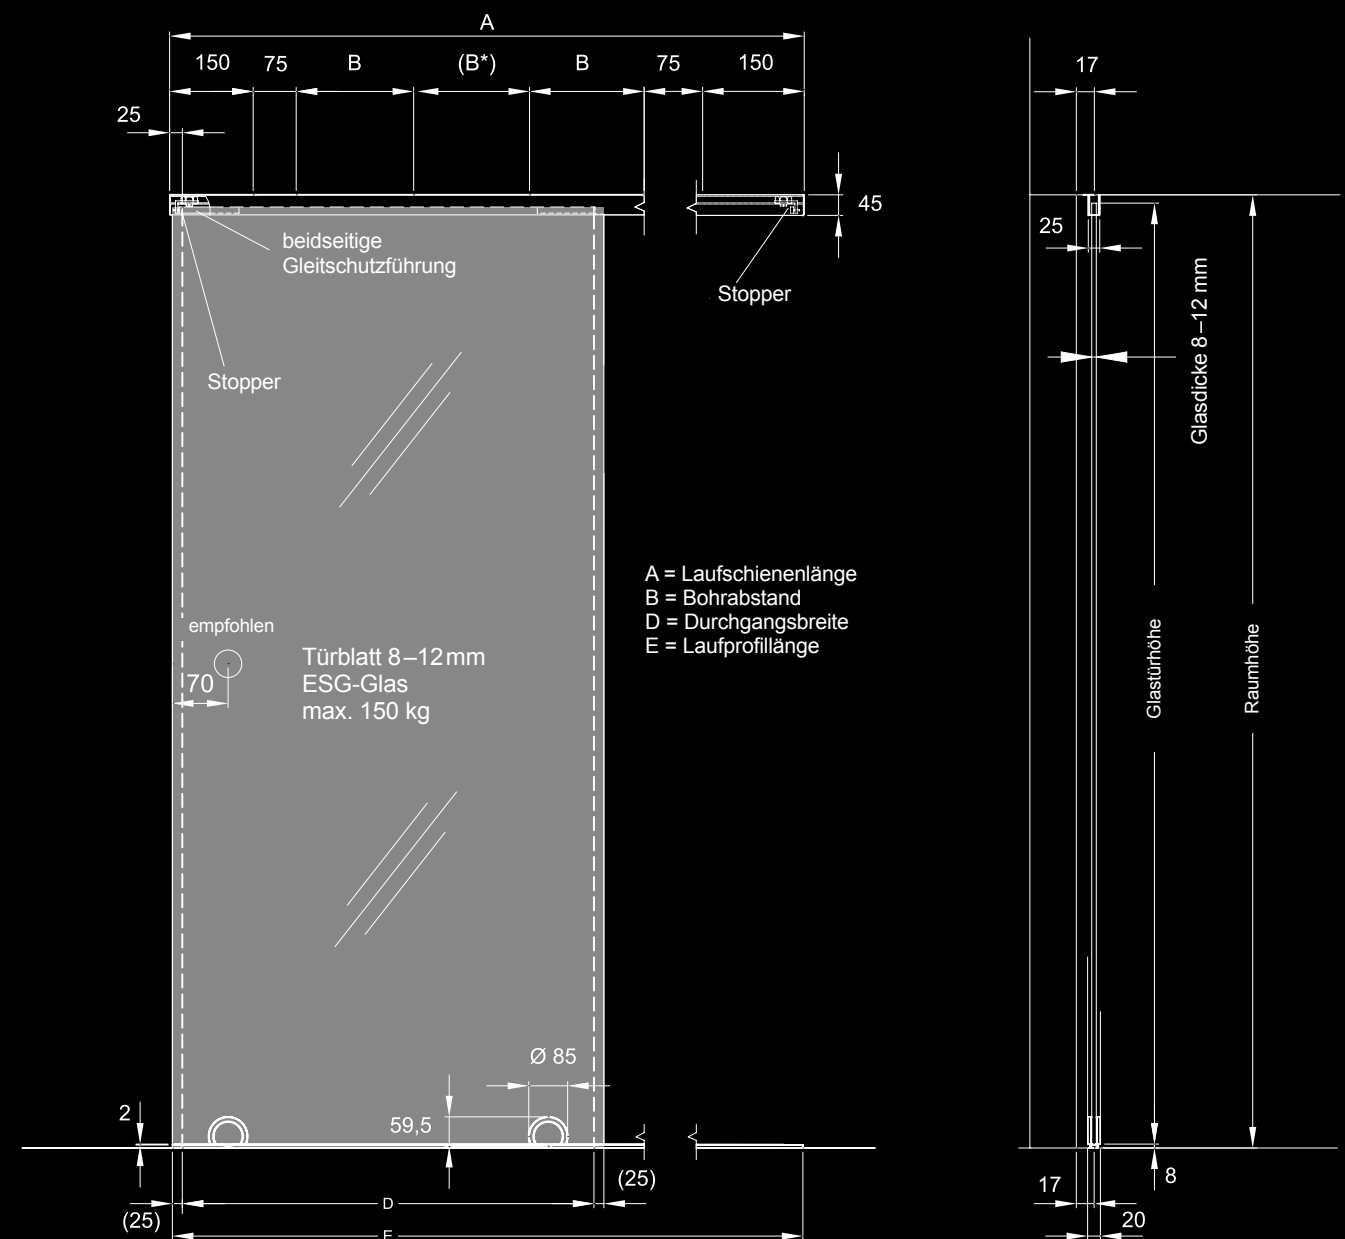 A
150 75 B (B*) B 75 150
17
25
45
25
beidseitige
Gleitschutzführung
Stopper
Stopper
Glasdicke 8–12 mm
A = Laufschienenlänge
B = Bohrabstand
D = Durchgangsbreite
E = Laufprofillänge
empfohlen
70
Türblatt 8–12 mm
ESG-Glas
max. 150 kg
Glastürhöhe
Raumhöhe
Ø 85
59,5
2
(25)
D
(25)
E
17
8
20